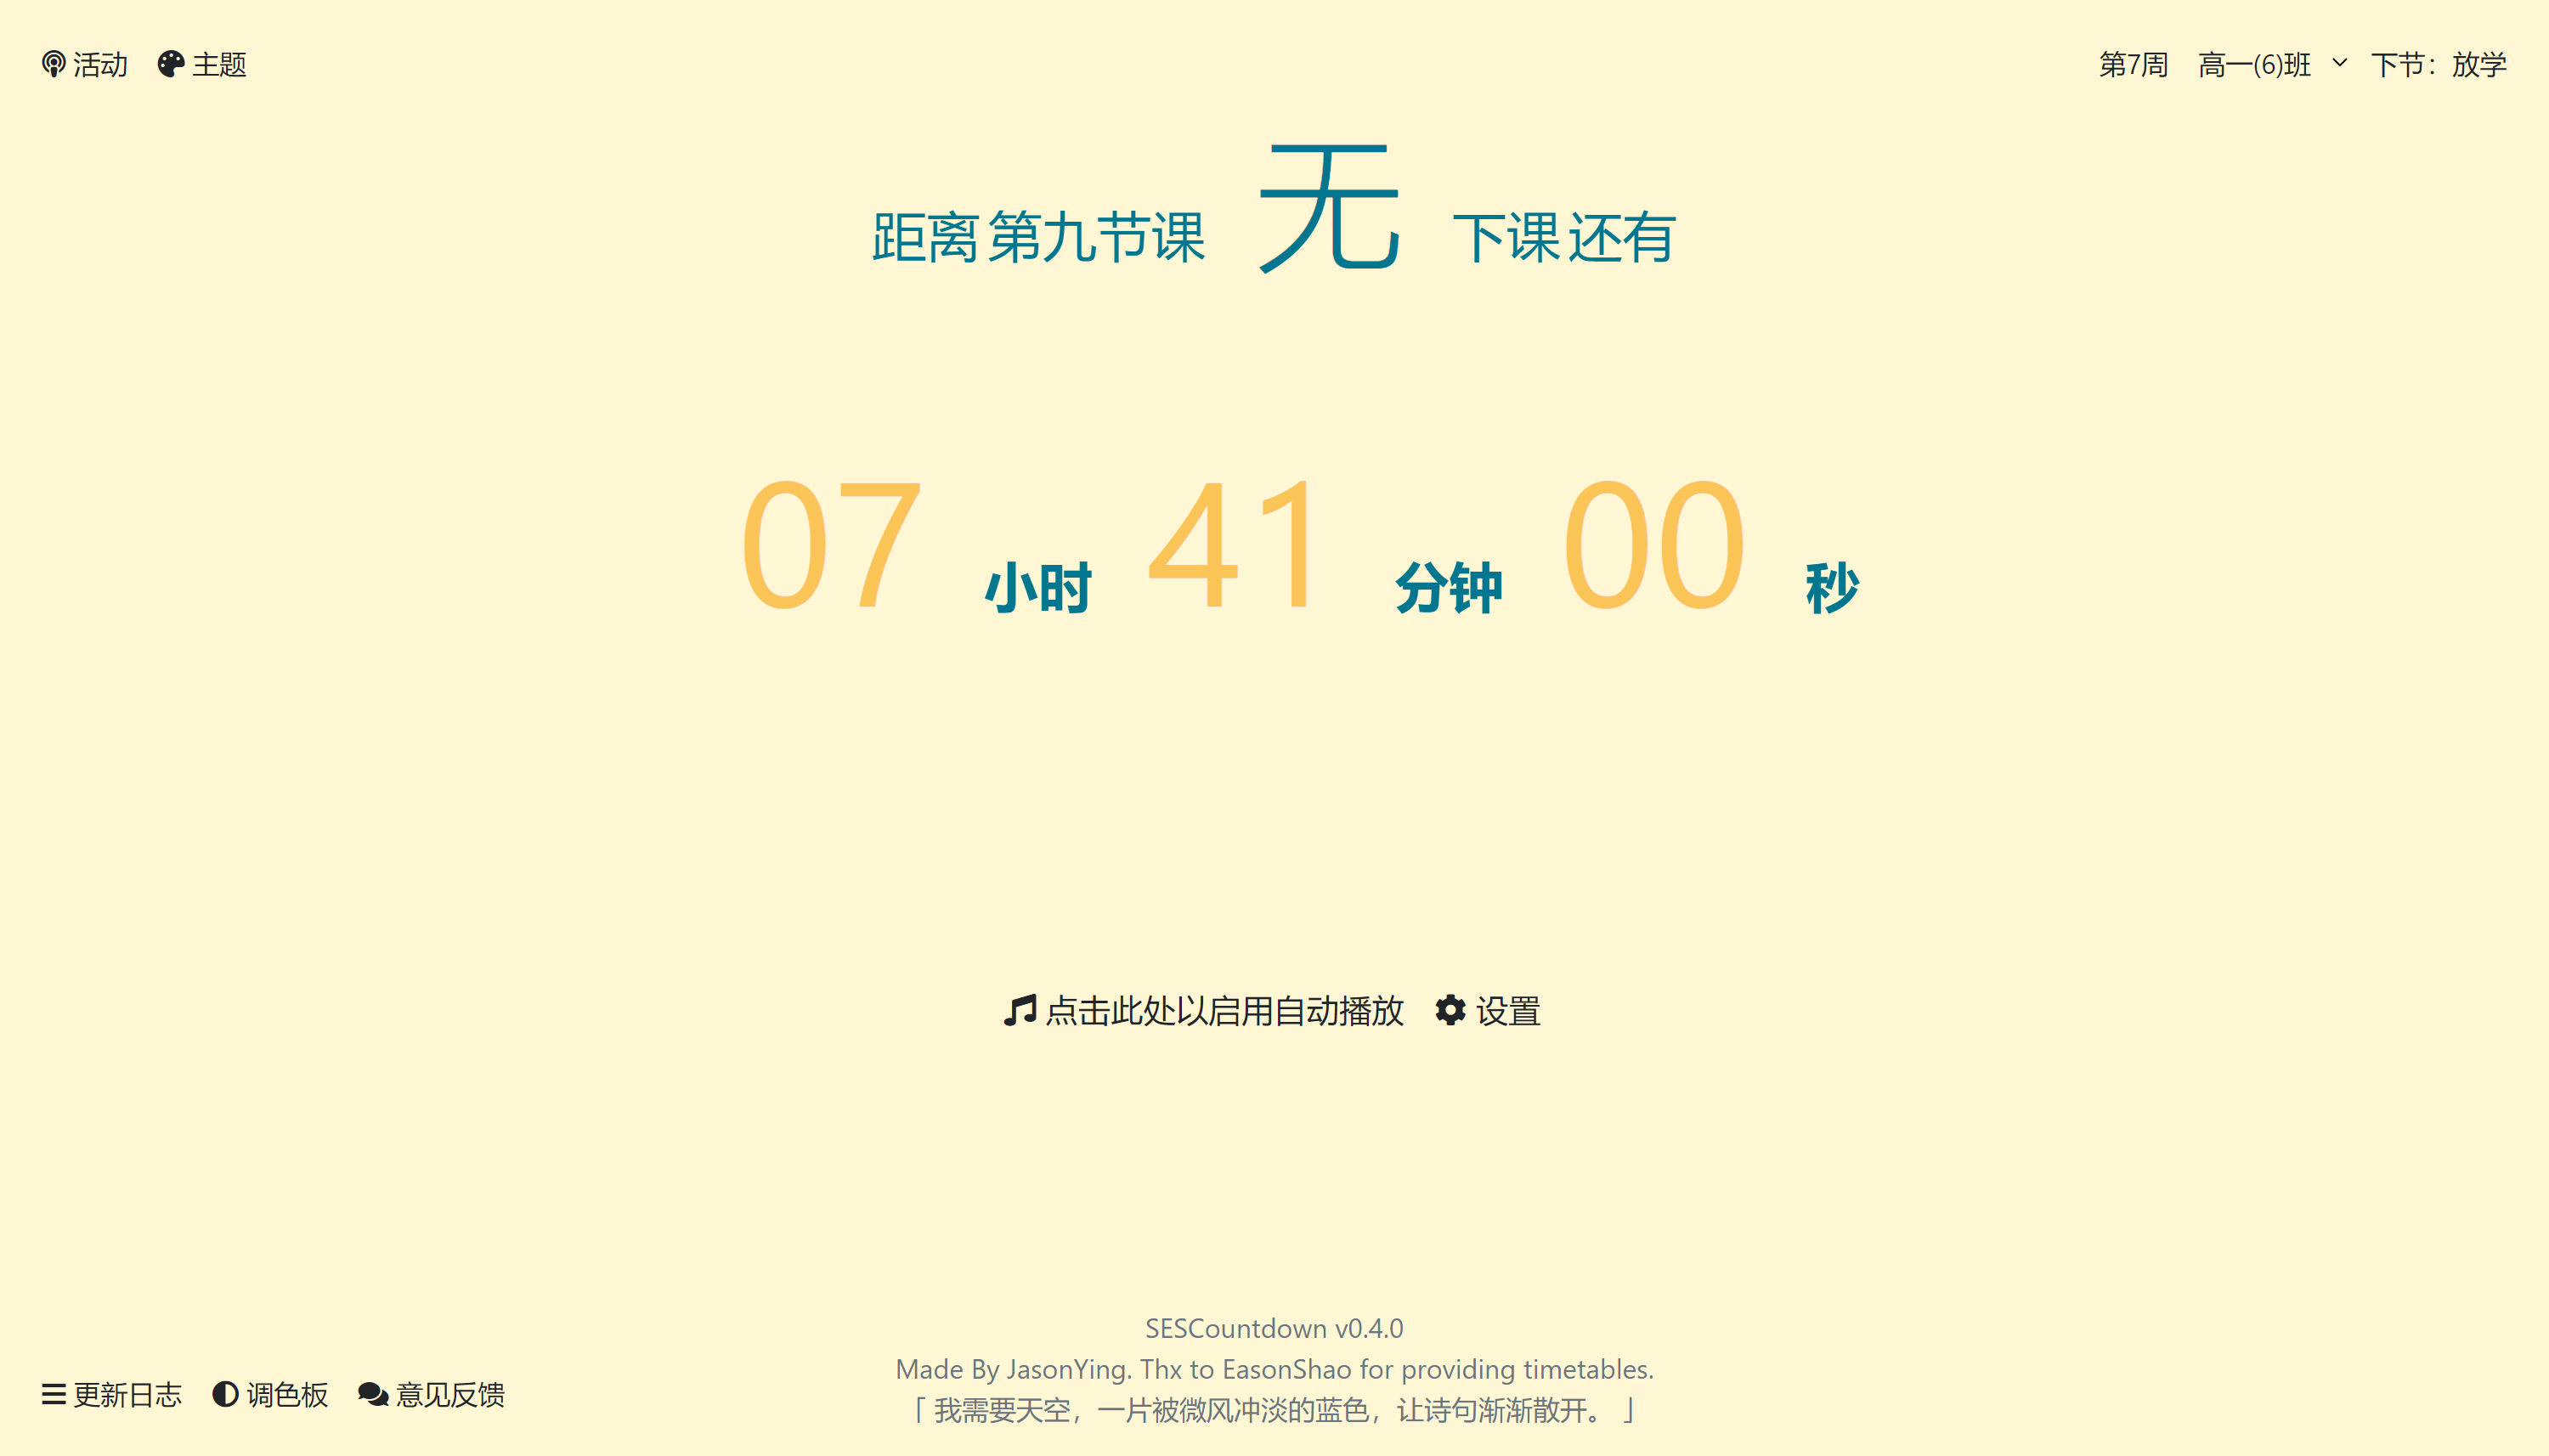 活动 主题 第7周 高一(6)班 下节：放学
距离 第九节课 无 下课 还有
07 小时 41 分钟 00 秒
点击此处以启用自动播放 设置
SESCountdown v0.4.0
Made By JasonYing. Thx to EasonShao for providing timetables.
更新日志 调色板 意见反馈
「 我需要天空，一片被微风冲淡的蓝色，让诗句渐渐散开。 」